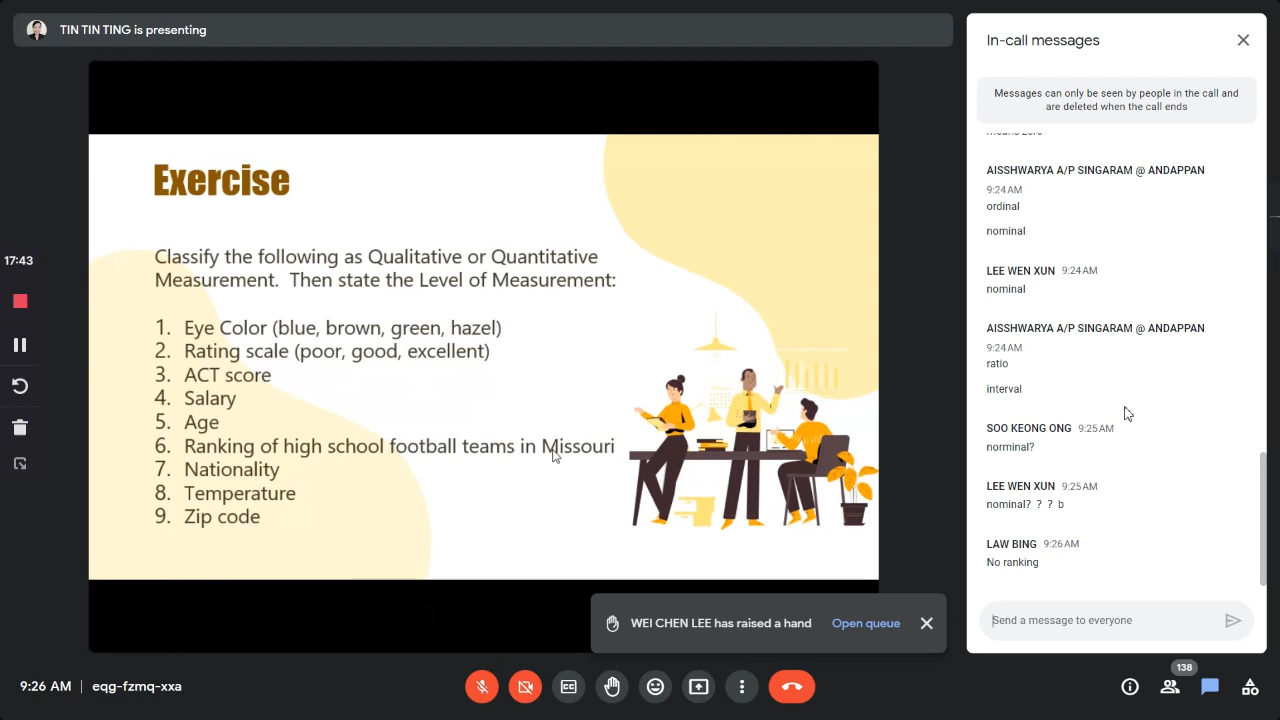 TIN TIN TING is presenting
Exercise
Classify the following as Qualitative or Quantitative
Measurement. Then state the Level of Measurement:
1. Eye Color (blue, brown, green, hazel)
2. Rating scale (poor, good, excellent)
3. ACT score
4. Salary
5. Age
6. Ranking of high school football teams in Missouri
7. Nationality
8. Temperature
9. Zip code
17:43
WEI CHEN LEE has raised a hand Open queue
In-call messages
Messages can only be seen by people in the call and
are deleted when the call ends
AISSHWARYA A/P SINGARAM @ ANDAPPAN
9:24 AM
ordinal
nominal
LEE WEN XUN 9:24 AM
nominal
AISSHWARYA A/P SINGARAM @ ANDAPPAN
9:24 AM
ratio
interval
SOO KEONG ONG 9:25 AM
norminal?
LEE WEN XUN 9:25 AM
nominal? ? ? b
LAW BING 9:26 AM
No ranking
Send a message to everyone
9:26 AM | eqg-fzmq-xxa
138